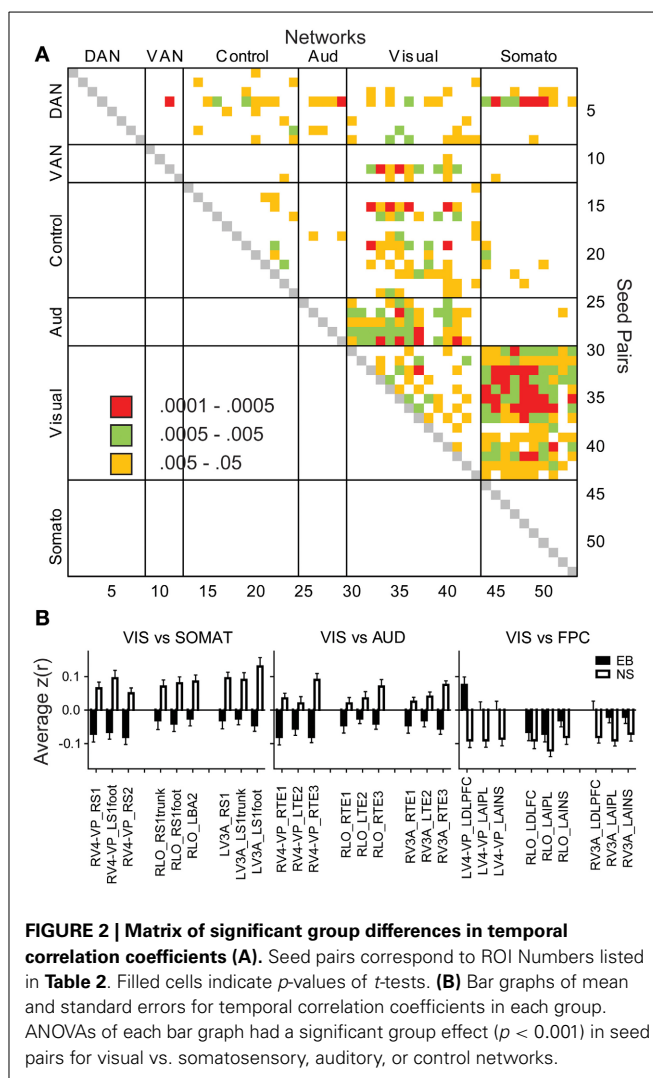 Networks
A
DAN VAN Control Aud Visual Somato
DAN
VAN
Control
Aud
Visual
Somato
5
10
15
20
25
30
35
40
45
50
Seed Pairs
.0001 - .0005
.0005 - .005
.005 - .05
5 10 15 20 25 30 35 40 45 50
B
VIS vs SOMAT VIS vs AUD VIS vs FPC
EB
NS
Average z(r)
0.1
0.0
-0.1
RV4-VP_RS1
RV4-VP_LS1foot
RV4-VP_RS2
RLO_RS1trunk
RLO_RS1foot
RLO_LBA2
LV3A_RS1
LV3A_LS1trunk
LV3A_LS1foot
RV4-VP_RTE1
RV4-VP_LTE2
RV4-VP_RTE3
RLO_RTE1
RLO_LTE2
RLO_RTE3
RV3A_RTE1
RV3A_LTE2
RV3A_RTE3
LV4-VP_LDLPFC
LV4-VP_LAIPL
LV4-VP_LAINS
RLO_LDLFC
RLO_LAIPL
RLO_LAINS
RV3A_LDLPFC
RV3A_LAIPL
RV3A_LAINS
FIGURE 2 | Matrix of significant group differences in temporal
correlation coefficients (A). Seed pairs correspond to ROI Numbers listed
in Table 2. Filled cells indicate p-values of t-tests. (B) Bar graphs of mean
and standard errors for temporal correlation coefficients in each group.
ANOVAs of each bar graph had a significant group effect (p < 0.001) in seed
pairs for visual vs. somatosensory, auditory, or control networks.